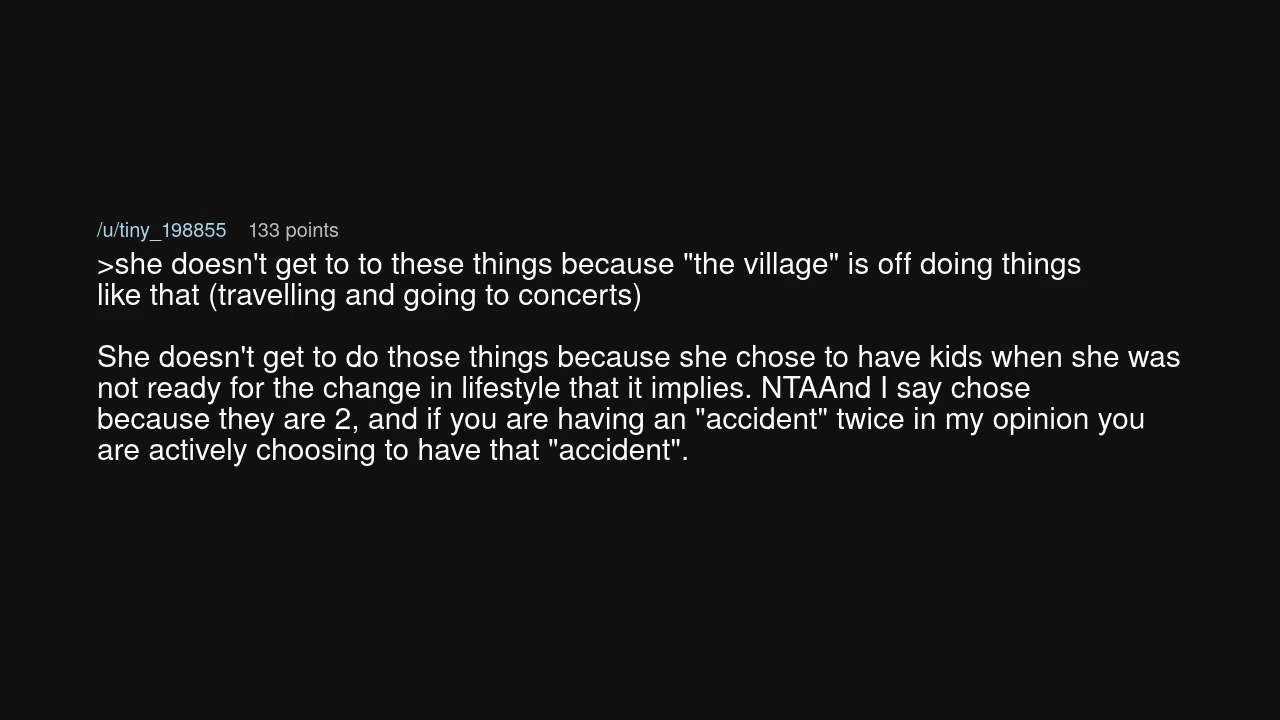 /u/tiny_198855 133 points
>she doesn't get to to these things because "the village" is off doing things
like that (travelling and going to concerts)
She doesn't get to do those things because she chose to have kids when she was
not ready for the change in lifestyle that it implies. NTAAnd I say chose
because they are 2, and if you are having an "accident" twice in my opinion you
are actively choosing to have that "accident".